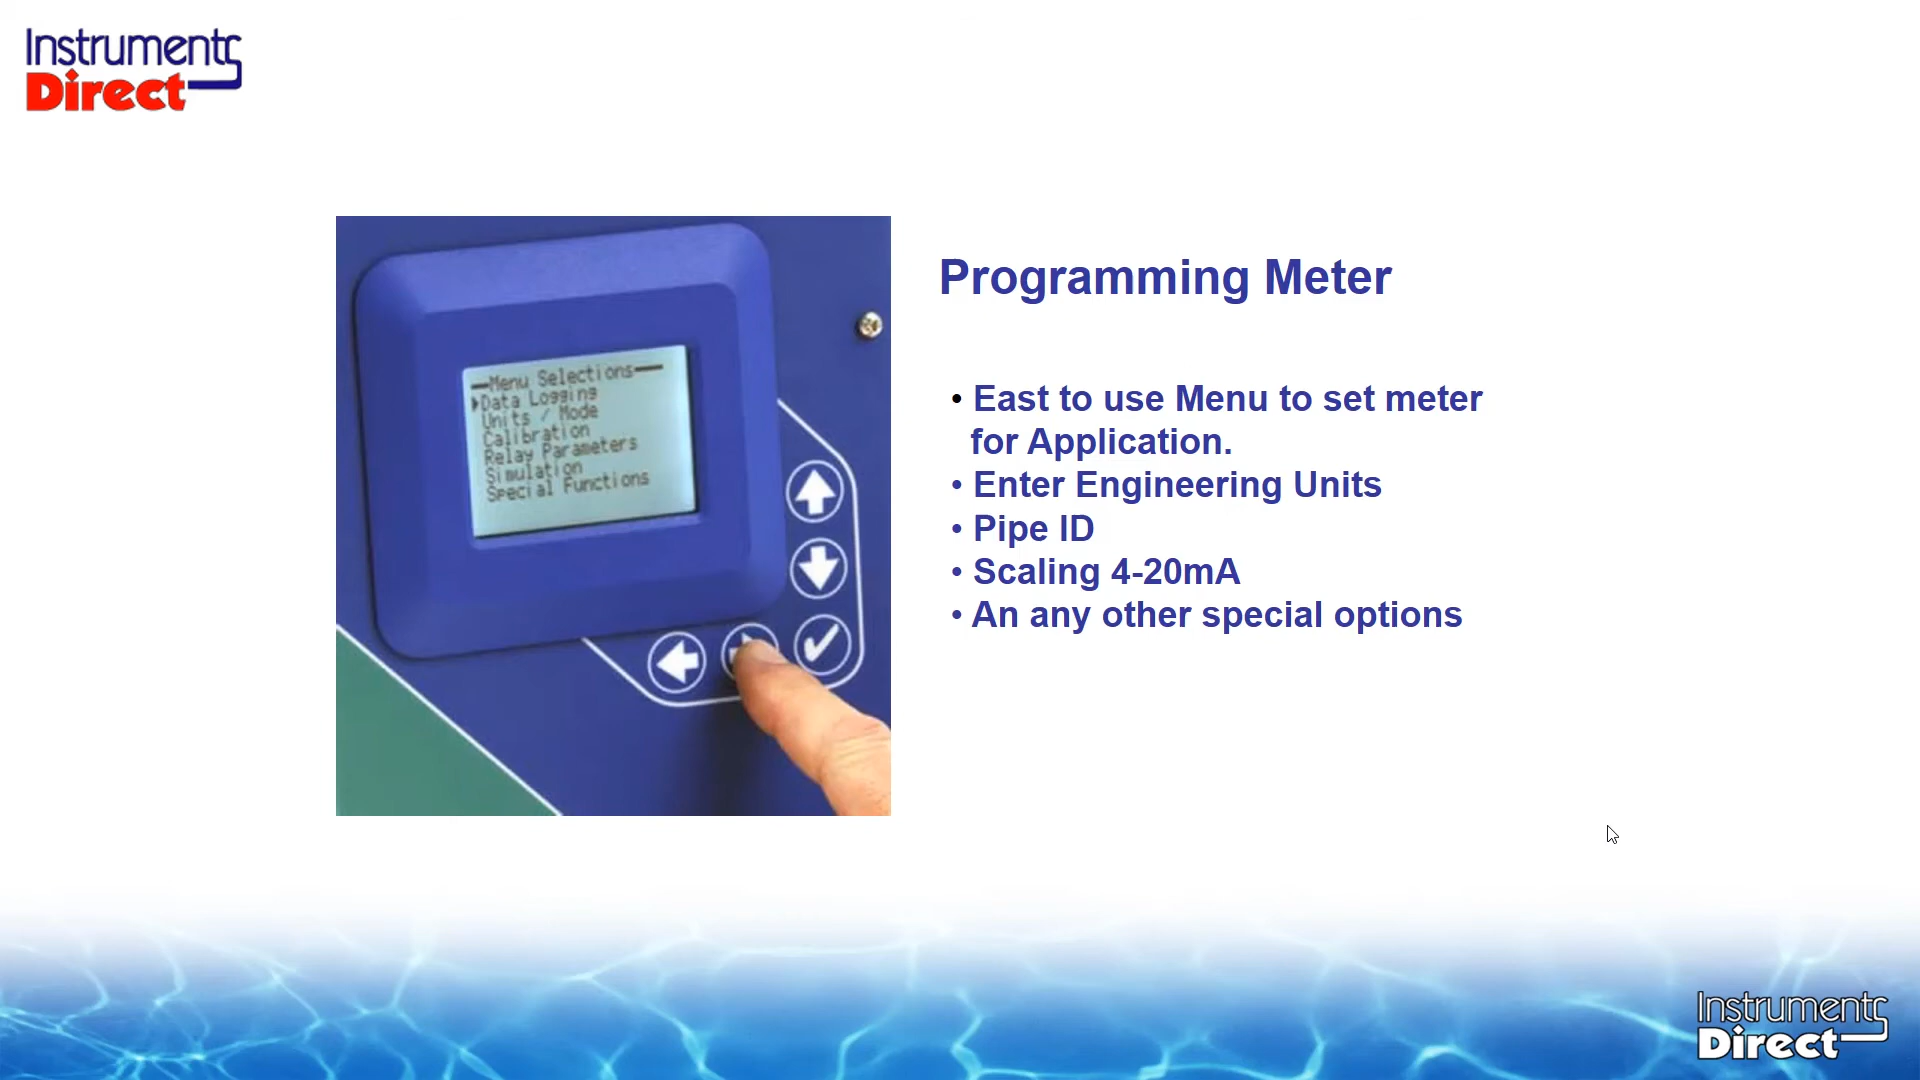 Instruments
Direct
Menu Selections
Data Logging
Units / Mode
Calibration
Relay Parameters
Simulation
Special Functions
Programming Meter
• East to use Menu to set meter
for Application.
• Enter Engineering Units
• Pipe ID
• Scaling 4-20mA
• An any other special options
Instruments
Direct